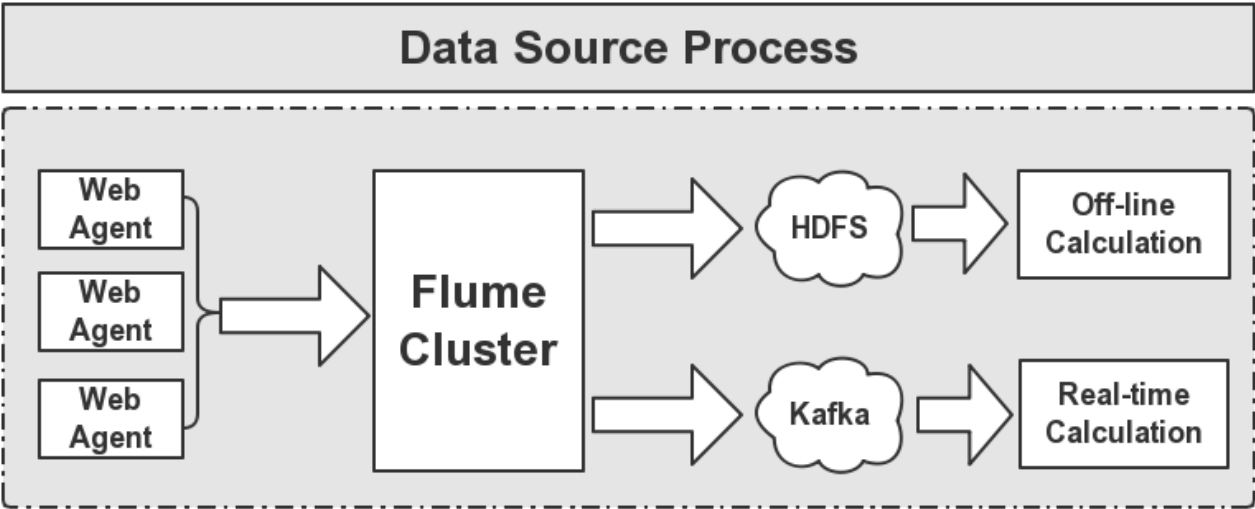 Data Source Process
Web
Agent
Web
Agent
Web
Agent
Flume
Cluster
HDFS
Off-line
Calculation
Kafka
Real-time
Calculation